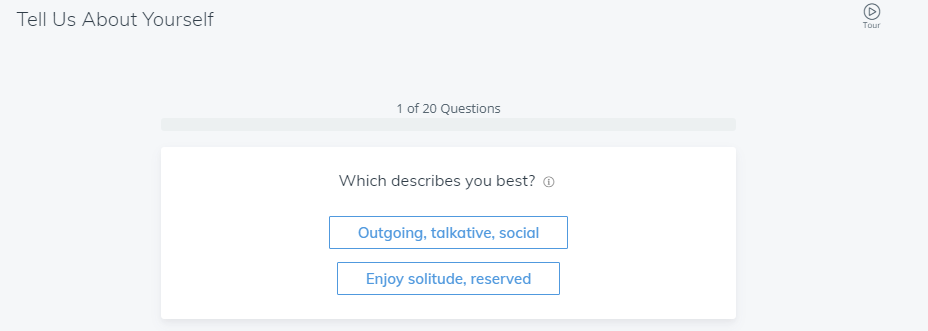 Tell Us About Yourself
Tour
1 of 20 Questions
Which describes you best?
Outgoing, talkative, social
Enjoy solitude, reserved